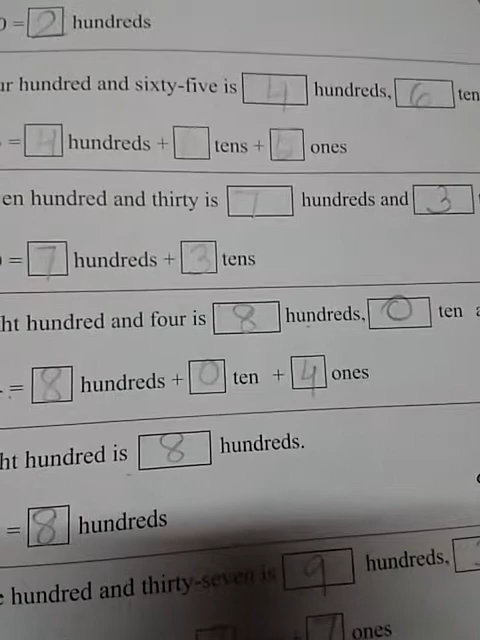 = 2 hundreds
hundred and sixty-five is 4 hundreds, 6 ten
= 4 hundreds + tens + 5 ones
en hundred and thirty is 7 hundreds and 3
= 7 hundreds + 3 tens
ht hundred and four is 8 hundreds, 0 ten
= 8 hundreds + 0 ten + 4 ones
ht hundred is 8 hundreds.
= 8 hundreds
hundred and thirty-seven is 9 hundreds,
7 ones